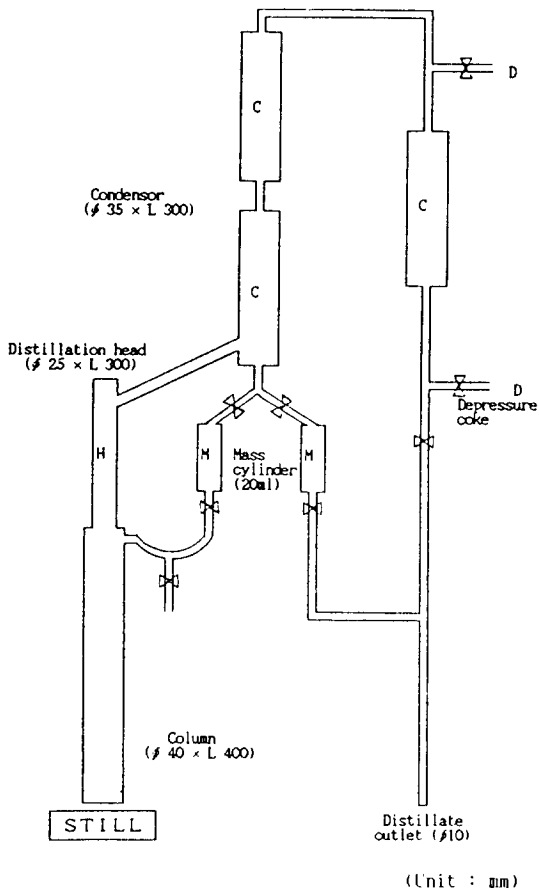 D
C
Condensor
(ϕ 35 × L 300)
C
C
Distillation head
(ϕ 25 × L 300)
D
Depressure
coke
H
M
Mass
cylinder
(20ml)
M
Column
(ϕ 40 × L 400)
STILL
Distillate
outlet (ϕ10)
(Unit : mm)